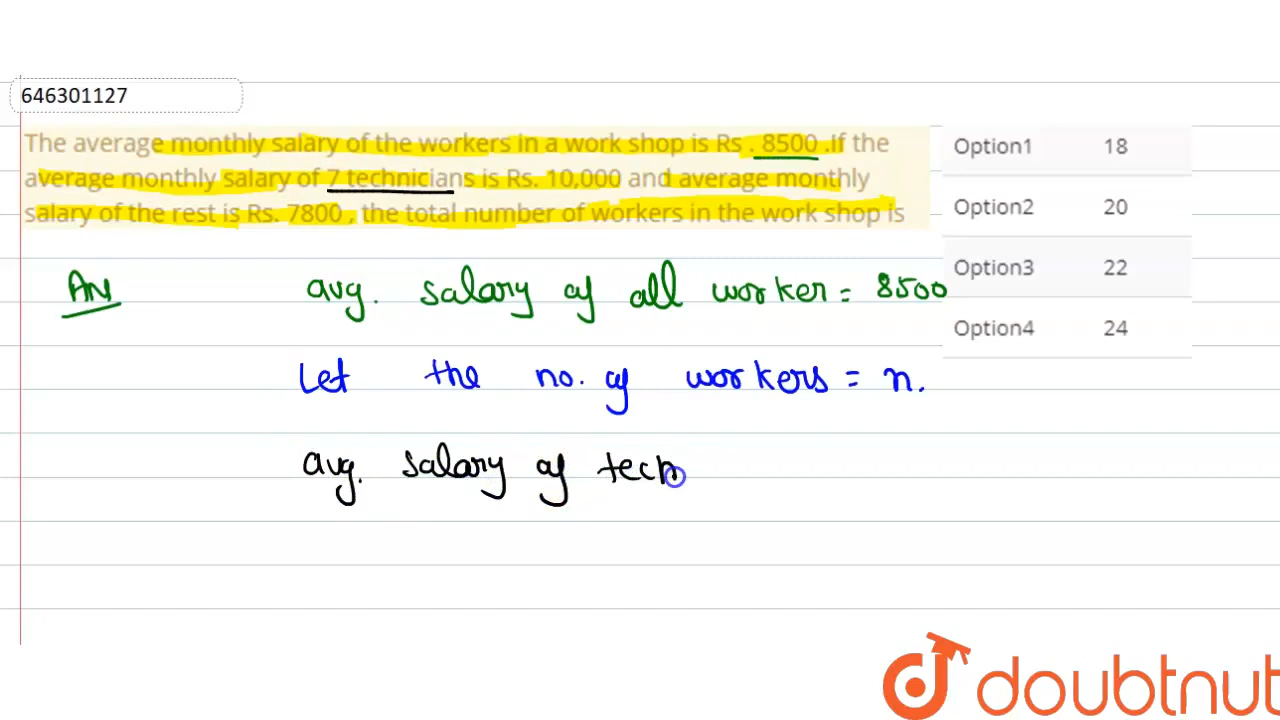 646301127
The average monthly salary of the workers in a work shop is Rs . 8500 .If the
average monthly salary of 7 technicians is Rs. 10,000 and average monthly
salary of the rest is Rs. 7800 , the total number of workers in the work shop is
Option1 18
Option2 20
Option3 22
Option4 24
An
avg. salary of all worker = 8500
Let the no. of workers = n.
avg. salary of tech
doubtnut